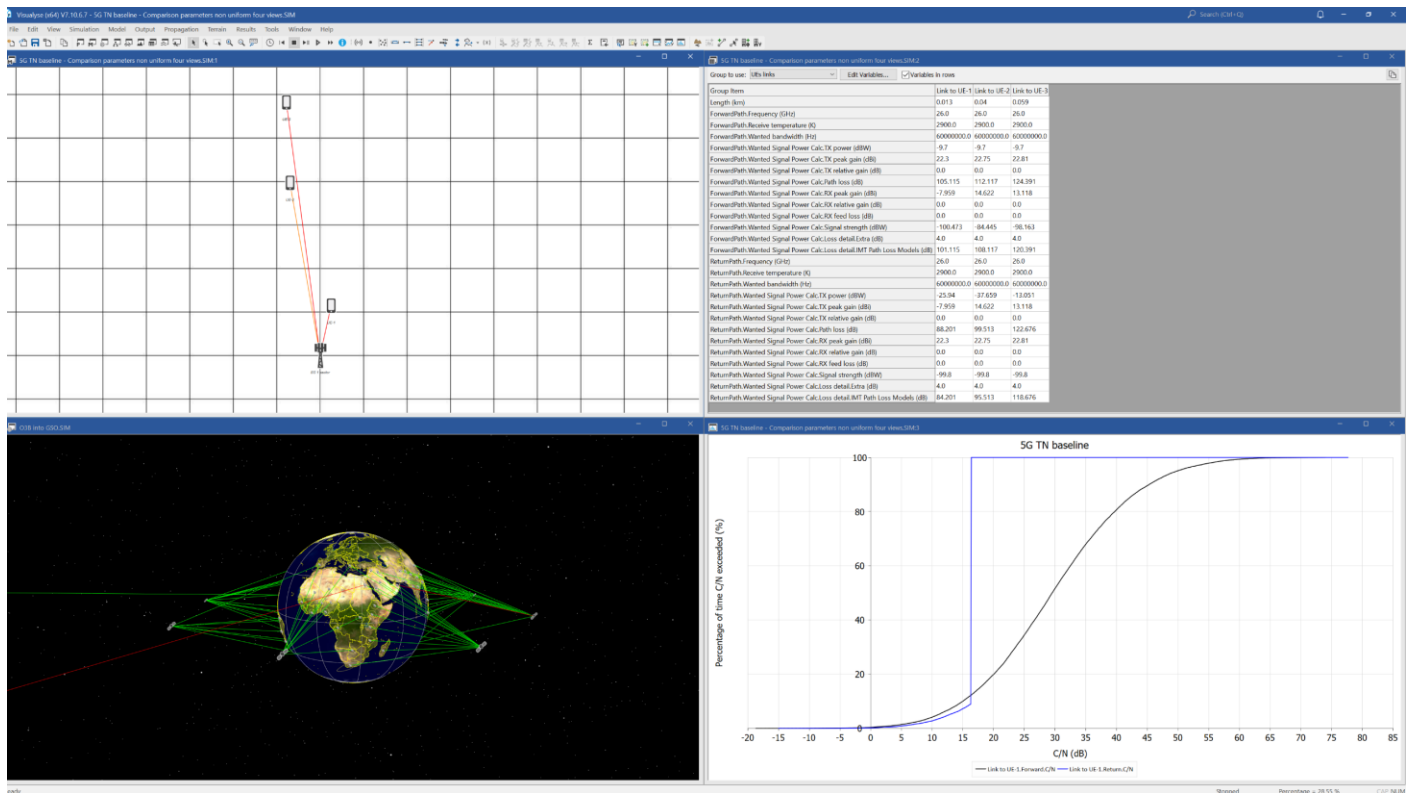 Visualyse (x64) V7.10.6.7 - 5G TN baseline - Comparison parameters non uniform four views.SIM
Search (Ctrl+Q)
File Edit View Simulation Model Output Propagation Terrain Results Tools Window Help
5G TN baseline - Comparison parameters non uniform four views.SIM:1
5G TN baseline - Comparison parameters non uniform four views.SIM:2
Group to use: UEs links Edit Variables... Variables in rows
Group Item Link to UE-1 Link to UE-2 Link to UE-3
Length (km) 0.013 0.04 0.059
ForwardPath.Frequency (GHz) 26.0 26.0 26.0
ForwardPath.Receive temperature (K) 2900.0 2900.0 2900.0
ForwardPath.Wanted bandwidth (Hz) 60000000.0 60000000.0 60000000.0
ForwardPath.Wanted Signal Power Calc.TX power (dBW) -9.7 -9.7 -9.7
ForwardPath.Wanted Signal Power Calc.TX peak gain (dBi) 22.3 22.75 22.81
ForwardPath.Wanted Signal Power Calc.TX relative gain (dB) 0.0 0.0 0.0
ForwardPath.Wanted Signal Power Calc.Path loss (dB) 105.115 112.117 124.391
ForwardPath.Wanted Signal Power Calc.RX peak gain (dBi) -7.959 14.622 13.118
ForwardPath.Wanted Signal Power Calc.RX relative gain (dB) 0.0 0.0 0.0
ForwardPath.Wanted Signal Power Calc.RX feed loss (dB) 0.0 0.0 0.0
ForwardPath.Wanted Signal Power Calc.Signal strength (dBW) -100.473 -84.445 -98.163
ForwardPath.Wanted Signal Power Calc.Loss detail.Extra (dB) 4.0 4.0 4.0
ForwardPath.Wanted Signal Power Calc.Loss detail.IMT Path Loss Models (dB) 101.115 108.117 120.391
ReturnPath.Frequency (GHz) 26.0 26.0 26.0
ReturnPath.Receive temperature (K) 2900.0 2900.0 2900.0
ReturnPath.Wanted bandwidth (Hz) 60000000.0 60000000.0 60000000.0
ReturnPath.Wanted Signal Power Calc.TX power (dBW) -25.94 -37.659 -13.051
ReturnPath.Wanted Signal Power Calc.TX peak gain (dBi) -7.959 14.622 13.118
ReturnPath.Wanted Signal Power Calc.TX relative gain (dB) 0.0 0.0 0.0
ReturnPath.Wanted Signal Power Calc.Path loss (dB) 88.201 99.513 122.676
ReturnPath.Wanted Signal Power Calc.RX peak gain (dBi) 22.3 22.75 22.81
ReturnPath.Wanted Signal Power Calc.RX relative gain (dB) 0.0 0.0 0.0
ReturnPath.Wanted Signal Power Calc.RX feed loss (dB) 0.0 0.0 0.0
ReturnPath.Wanted Signal Power Calc.Signal strength (dBW) -99.8 -99.8 -99.8
ReturnPath.Wanted Signal Power Calc.Loss detail.Extra (dB) 4.0 4.0 4.0
ReturnPath.Wanted Signal Power Calc.Loss detail.IMT Path Loss Models (dB) 84.201 95.513 118.676
O3B into GSO.SIM
5G TN baseline - Comparison parameters non uniform four views.SIM:3
5G TN baseline
Percentage of time C/N exceeded (%)
100
80
60
40
20
0
-20 -15 -10 -5 0 5 10 15 20 25 30 35 40 45 50 55 60 65 70 75 80 85
C/N (dB)
Link to UE-1.Forward.C/N Link to UE-1.Return.C/N
Stopped Percentage = 28.55 % CAP NUM